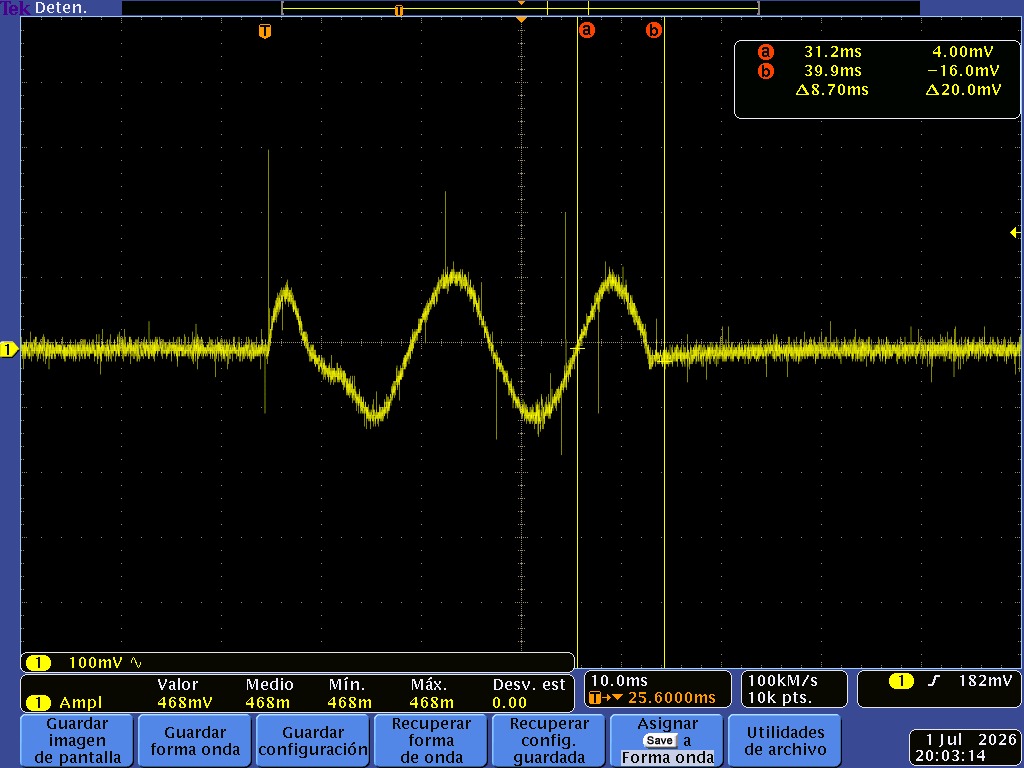 Tek Deten.
T
T
a
b
a 31.2ms 4.00mV
b 39.9ms −16.0mV
Δ8.70ms Δ20.0mV
1
1 100mV ∿
Valor Medio Mín. Máx. Desv. est
1 Ampl 468mV 468m 468m 468m 0.00
10.0ms
T→▼ 25.6000ms
100kM/s
10k pts.
1 ʃ 182mV
Guardar
imagen
de pantalla
Guardar
forma onda
Guardar
configuración
Recuperar
forma
de onda
Recuperar
config.
guardada
Asignar
Save a
Forma onda
Utilidades
de archivo
1 Jul 2026
20:03:14